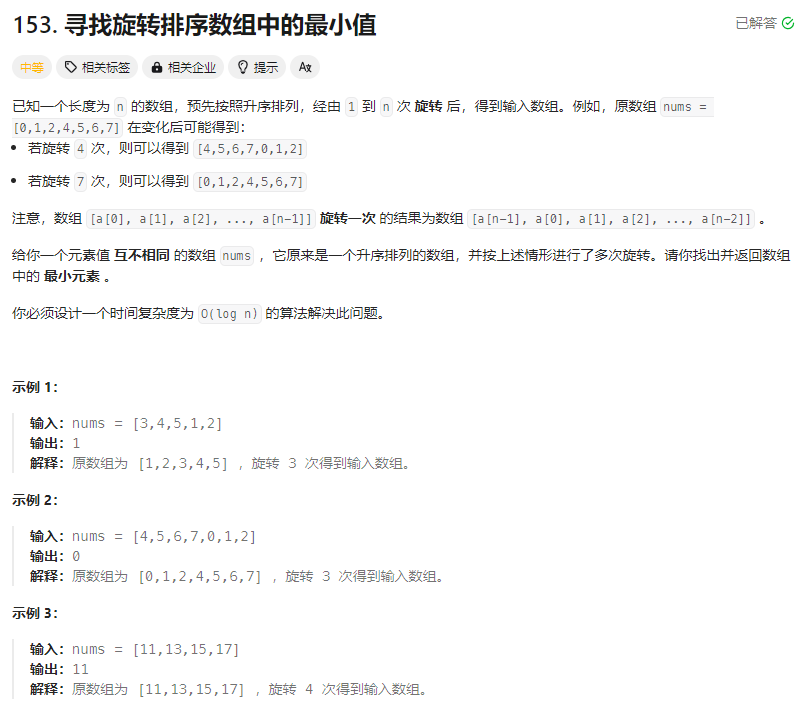 153. 寻找旋转排序数组中的最小值
已解答
中等 相关标签 相关企业 提示 Aあ
已知一个长度为 n 的数组，预先按照升序排列，经由 1 到 n 次 旋转 后，得到输入数组。例如，原数组 nums =
[0,1,2,4,5,6,7] 在变化后可能得到：
• 若旋转 4 次，则可以得到 [4,5,6,7,0,1,2]
• 若旋转 7 次，则可以得到 [0,1,2,4,5,6,7]
注意，数组 [a[0], a[1], a[2], ..., a[n-1]] 旋转一次 的结果为数组 [a[n-1], a[0], a[1], a[2], ..., a[n-2]] 。
给你一个元素值 互不相同 的数组 nums ，它原来是一个升序排列的数组，并按上述情形进行了多次旋转。请你找出并返回数组
中的 最小元素 。
你必须设计一个时间复杂度为 O(log n) 的算法解决此问题。
示例 1：
输入：nums = [3,4,5,1,2]
输出：1
解释：原数组为 [1,2,3,4,5] ，旋转 3 次得到输入数组。
示例 2：
输入：nums = [4,5,6,7,0,1,2]
输出：0
解释：原数组为 [0,1,2,4,5,6,7] ，旋转 3 次得到输入数组。
示例 3：
输入：nums = [11,13,15,17]
输出：11
解释：原数组为 [11,13,15,17] ，旋转 4 次得到输入数组。